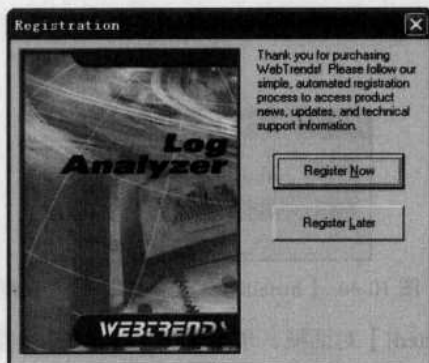 Registration
Log
Analyzer
WEBTRENDS
Thank you for purchasing
WebTrends! Please follow our
simple, automated registration
process to access product
news, updates, and technical
support information.
Register Now
Register Later